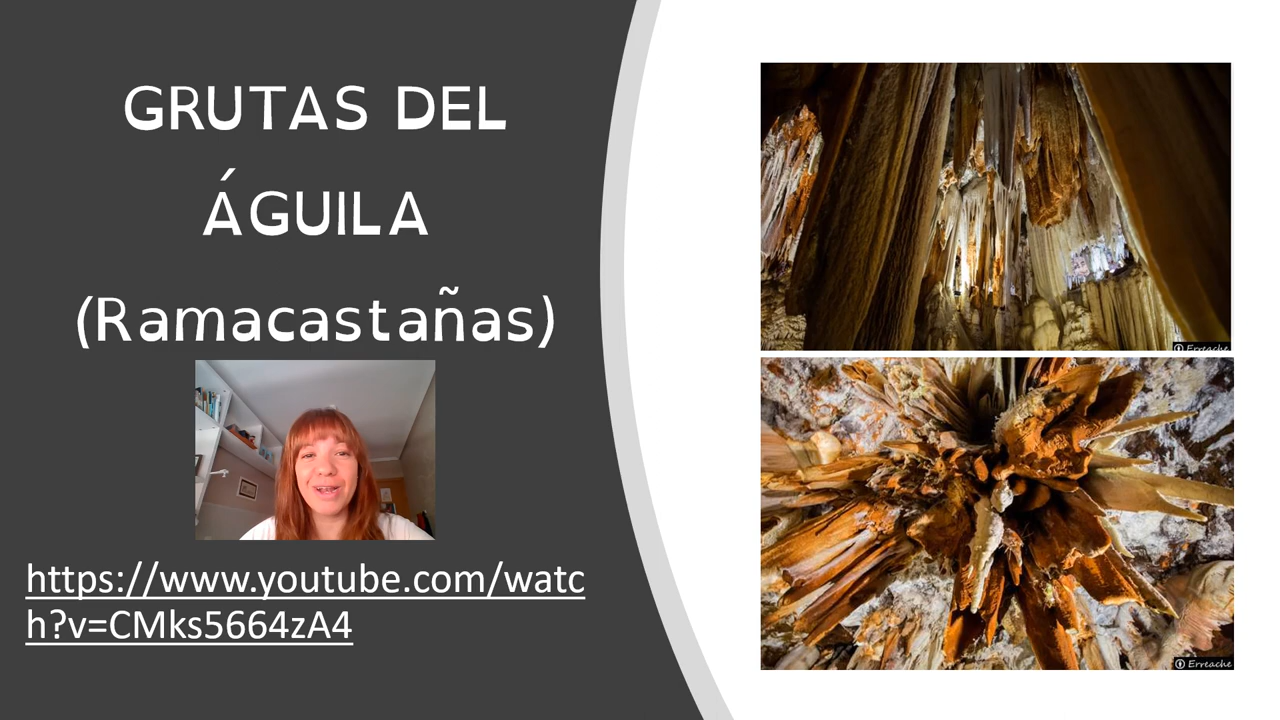 GRUTAS DEL
ÁGUILA
(Ramacastañas)
https://www.youtube.com/watc
h?v=CMks5664zA4
Erreache
Erreache